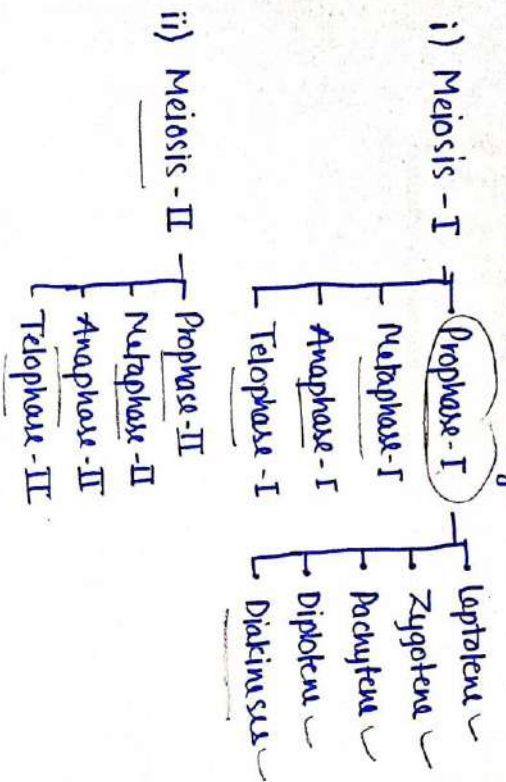 i) Meiosis - I
Prophase - I
Metaphase - I
Anaphase - I
Telophase - I
Leptotene
Zygotene
Pachytene
Diplotene
Diakineses
ii) Meiosis - II
Prophase - II
Metaphase - II
Anaphase - II
Telophase - II